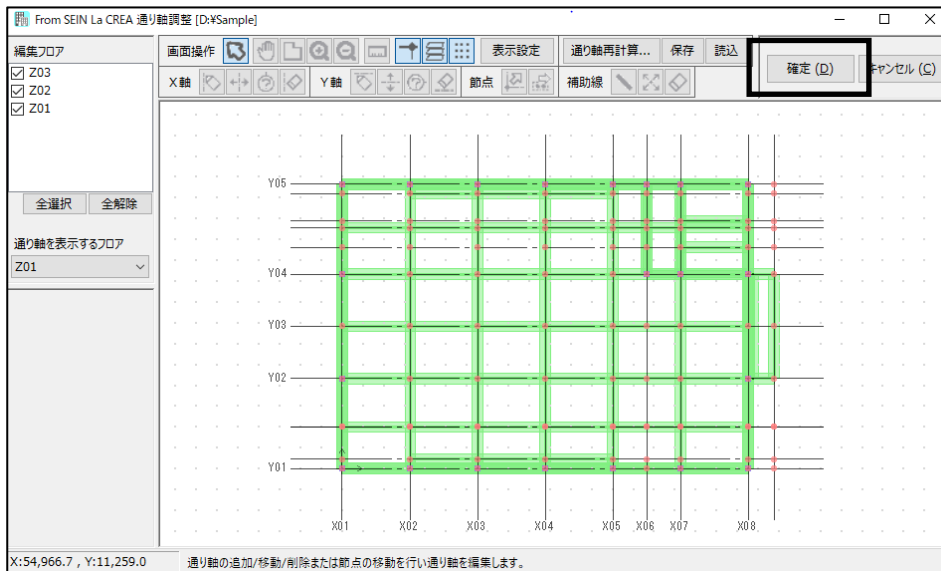 From SEIN La CREA 通り軸調整 [D:¥Sample]
編集フロア
Z03
Z02
Z01
全選択 全解除
通り軸を表示するフロア
Z01
画面操作 表示設定 通り軸再計算... 保存 読込
X軸 Y軸 節点 補助線
確定 (D) キャンセル (C)
Y05
Y04
Y03
Y02
Y01
X01 X02 X03 X04 X05 X06 X07 X08
X:54,966.7 , Y:11,259.0 通り軸の追加/移動/削除または節点の移動を行い通り軸を編集します。